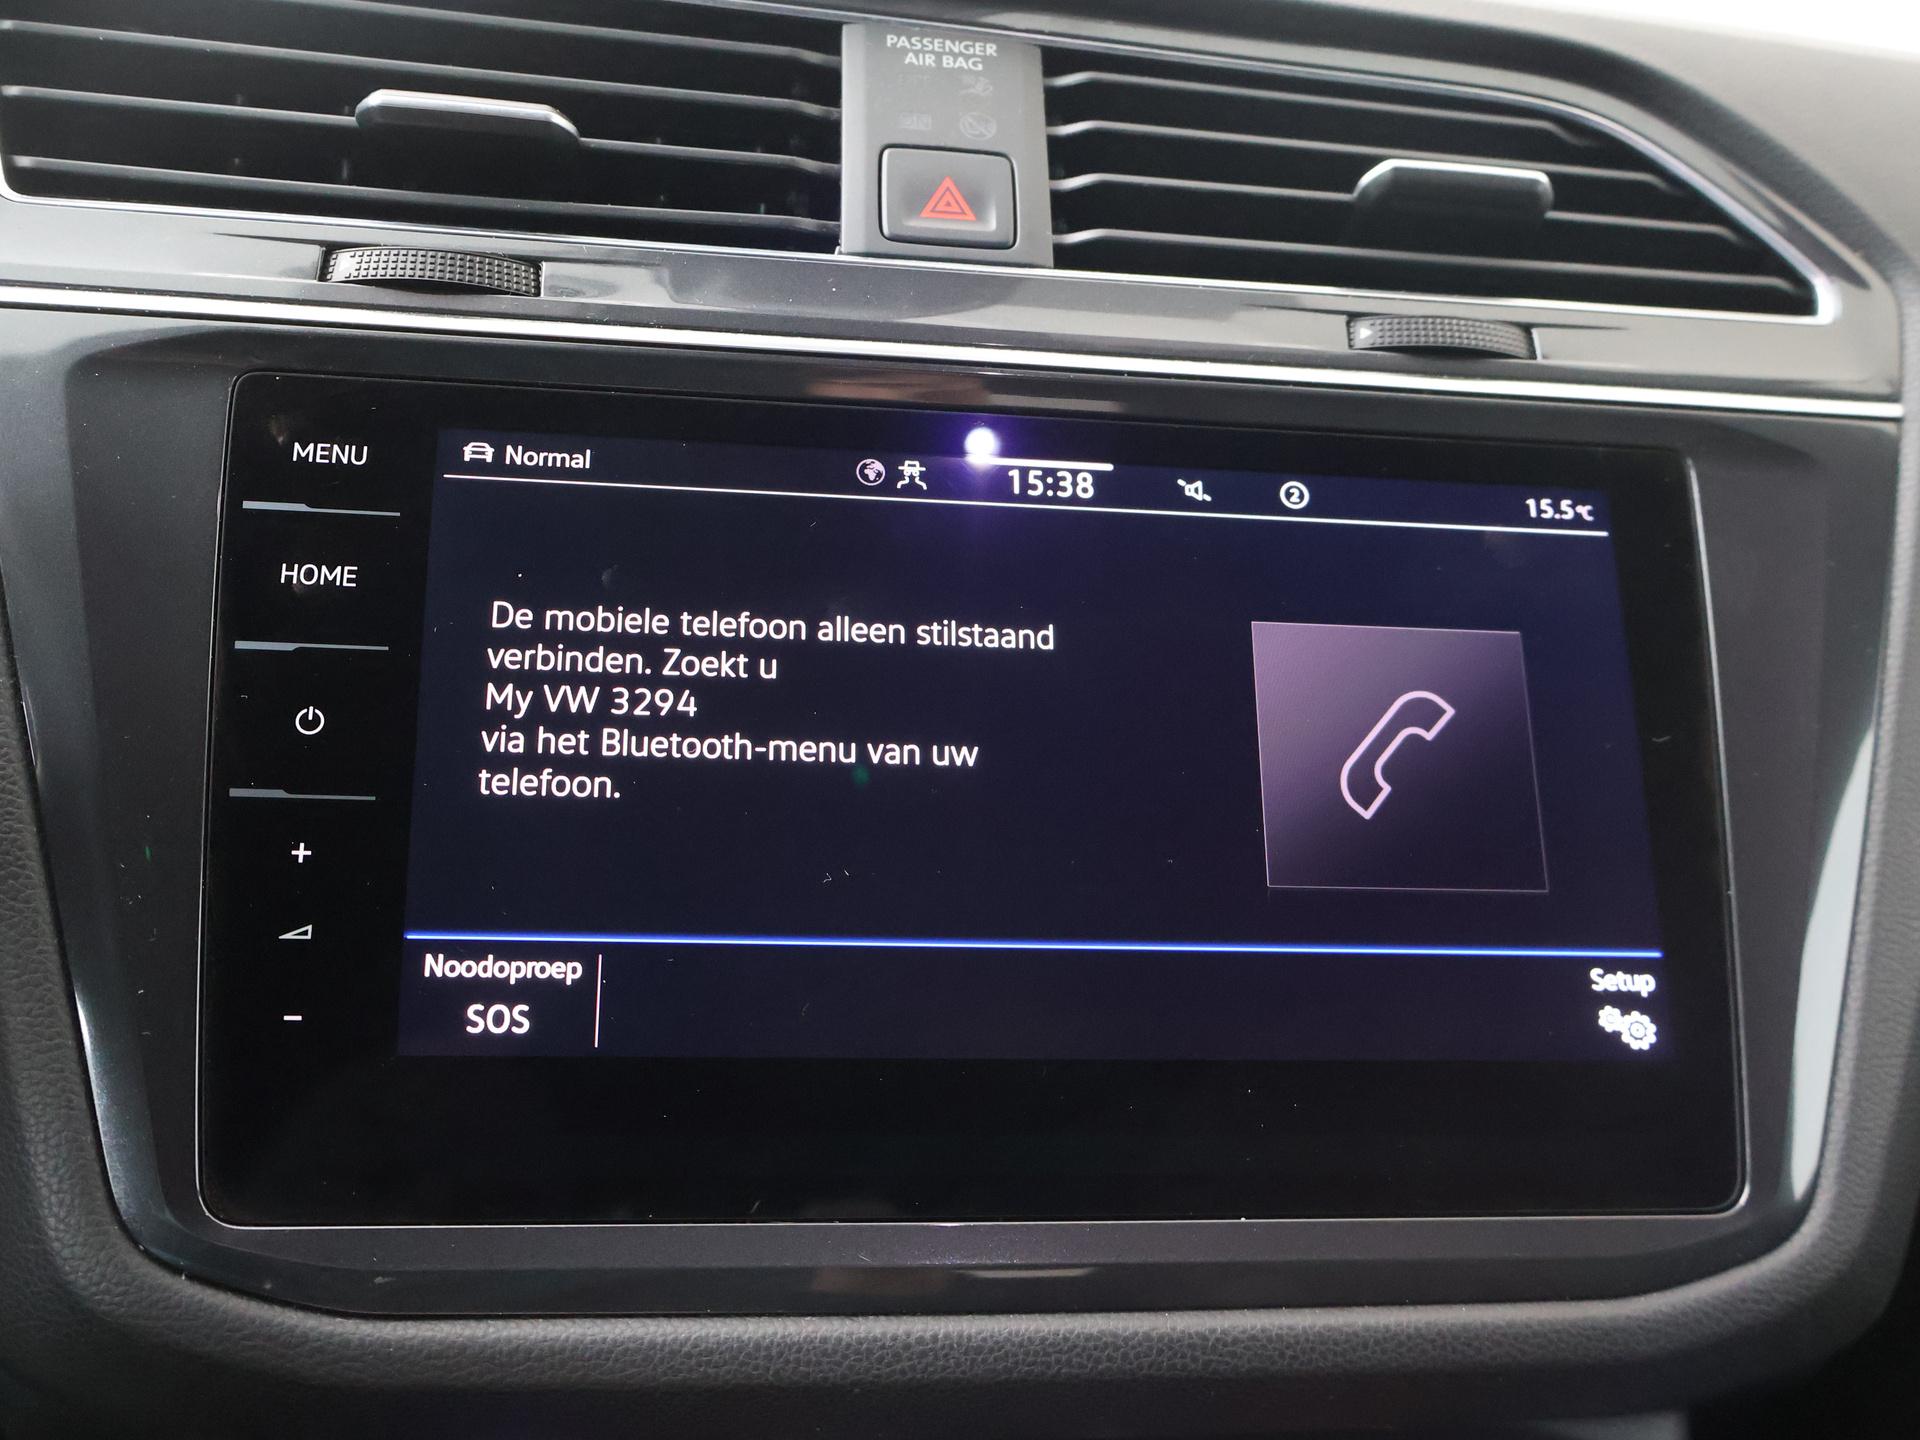 PASSENGER
AIR BAG
MENU
HOME
Normal
15:38
2
15.5°C
De mobiele telefoon alleen stilstaand
verbinden. Zoekt u
My VW 3294
via het Bluetooth-menu van uw
telefoon.
+
-
Noodoproep
SOS
Setup